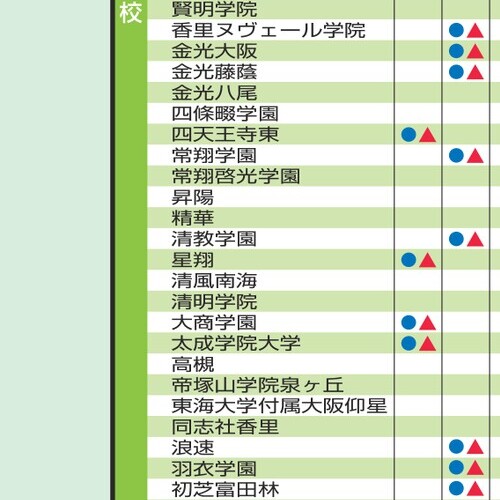 校
賢明学院
香里ヌヴェール学院 ●▲
金光大阪 ●▲
金光藤蔭 ●▲
金光八尾
四條畷学園
四天王寺東 ●▲
常翔学園 ●▲
常翔啓光学園
昇陽
精華
清教学園 ●▲
星翔 ●▲
清風南海
清明学院
大商学園 ●▲
太成学院大学 ●▲
高槻
帝塚山学院泉ヶ丘
東海大学付属大阪仰星
同志社香里
浪速 ●▲
羽衣学園 ●▲
初芝富田林 ●▲